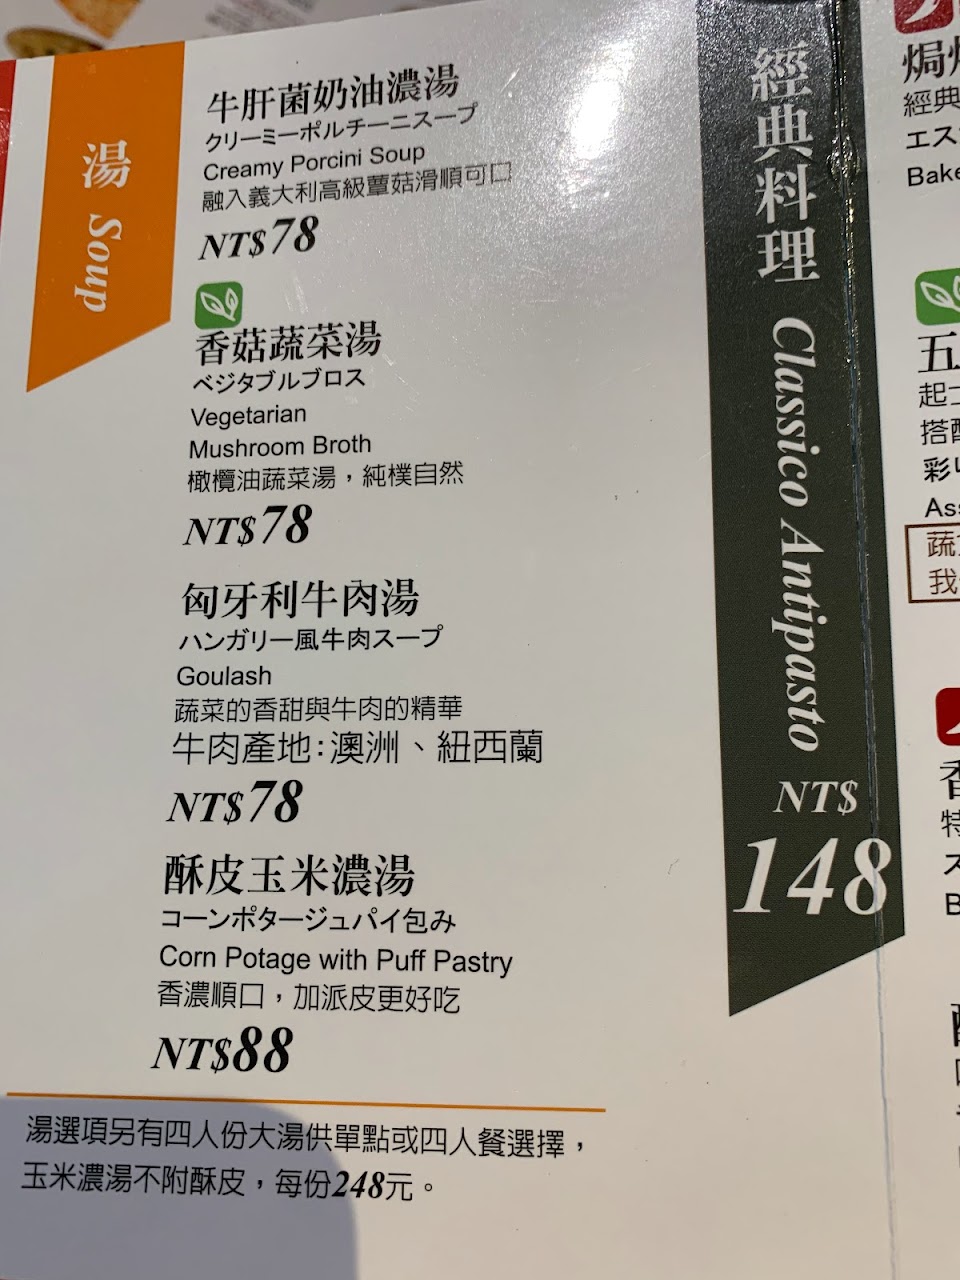 湯 Soup
牛肝菌奶油濃湯
クリーミーポルチーニスープ
Creamy Porcini Soup
融入義大利高級蕈菇滑順可口
NT$78
香菇蔬菜湯
ベジタブルブロス
Vegetarian
Mushroom Broth
橄欖油蔬菜湯，純樸自然
NT$78
匈牙利牛肉湯
ハンガリー風牛肉スープ
Goulash
蔬菜的香甜與牛肉的精華
牛肉產地:澳洲、紐西蘭
NT$78
酥皮玉米濃湯
コーンポタージュパイ包み
Corn Potage with Puff Pastry
香濃順口，加派皮更好吃
NT$88
湯選項另有四人份大湯供單點或四人餐選擇，
玉米濃湯不附酥皮，每份248元。
經典料理 Classico Antipasto
NT$
148
焗
經典
エス
Bake
五
起
搭配
彩
Ass
蔬
我
香
特
ス
B